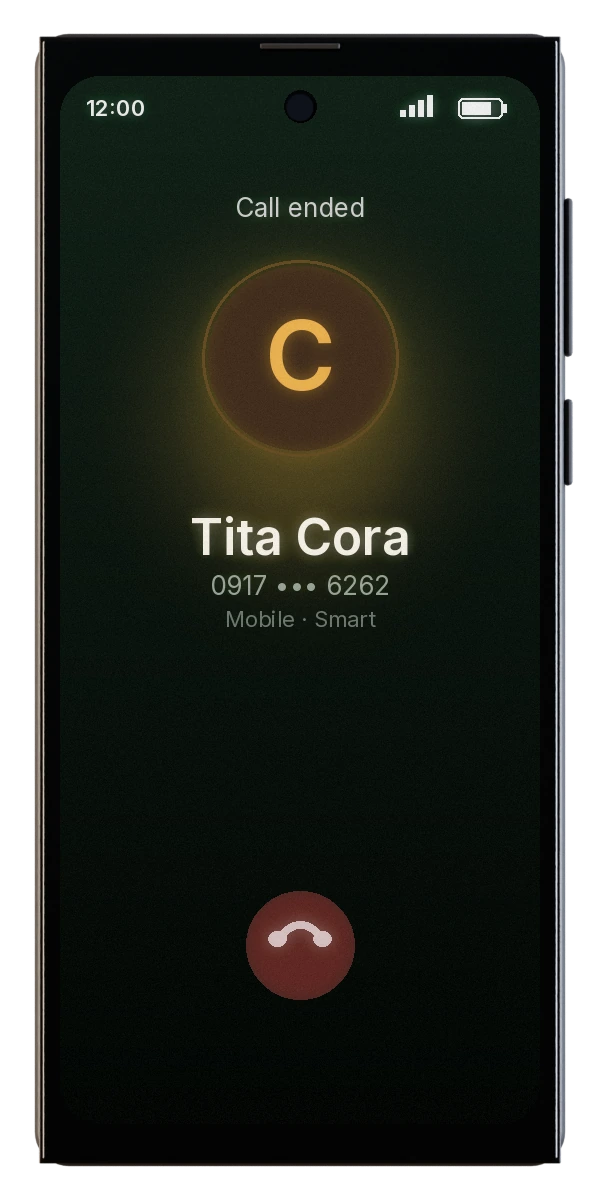 12:00
Call ended
C
Tita Cora
0917 ••• 6262
Mobile · Smart